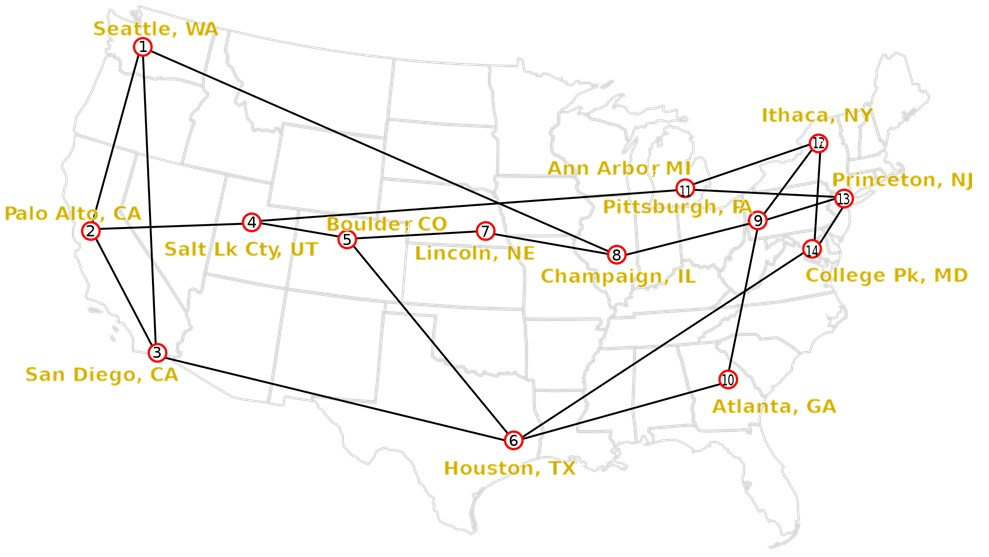 Seattle, WA
1
Ithaca, NY
12
Ann Arbor MI
11
Princeton, NJ
13
Pittsburgh, PA
9
Palo Alto, CA
2
4
Salt Lk Cty, UT
Boulder CO
5
7
Lincoln, NE
8
Champaign, IL
14
College Pk, MD
3
San Diego, CA
10
Atlanta, GA
6
Houston, TX